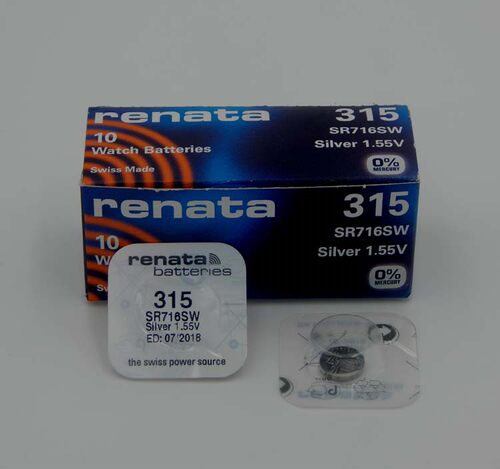 renata
315
SR716SW
10
Watch Batteries
Silver 1.55V
Swiss Made
0%
MERCURY
renata
315
SR716SW
10
Wat
Silver 1.55V
0%
MERCURY
renata
batteries
315
SR716SW
Silver 1.55V
ED: 07/2018
the swiss power source